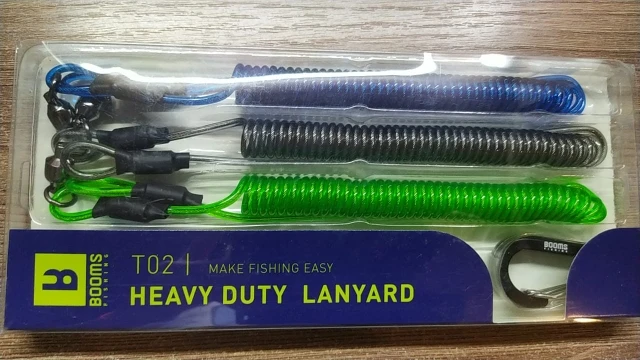 BOOMS
FISHING
T02 | MAKE FISHING EASY
HEAVY DUTY LANYARD
BOOMS
FISHING